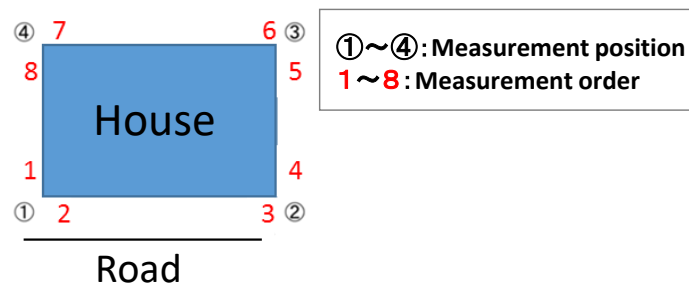 ④ 7 6 ③
①~④:Measurement position
8 5
1~8:Measurement order
House
1 4
① 2 3 ②
Road